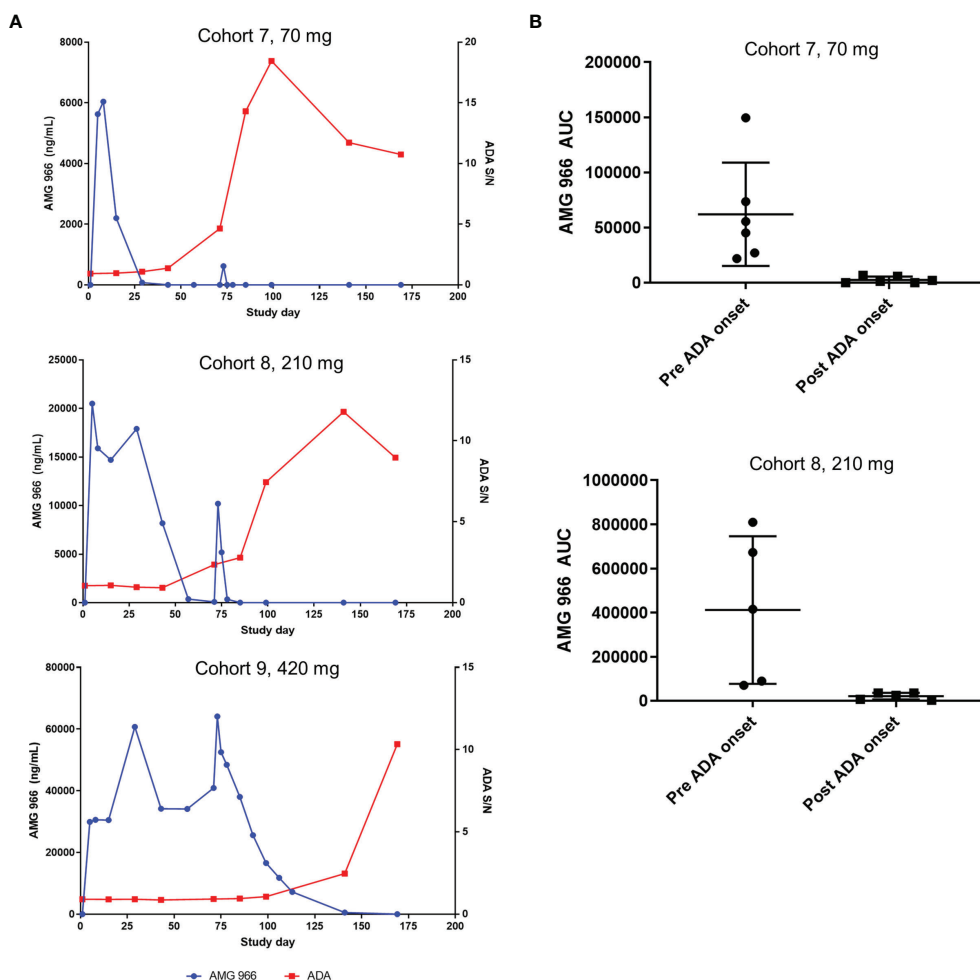 A
Cohort 7, 70 mg
8000
6000
4000
2000
0
AMG 966 (ng/mL)
20
15
10
5
0
ADA S/N
0 25 50 75 100 125 150 175 200
Study day
Cohort 8, 210 mg
25000
20000
15000
10000
5000
0
AMG 966 (ng/mL)
15
10
5
0
ADA S/N
0 25 50 75 100 125 150 175 200
Study day
Cohort 9, 420 mg
80000
60000
40000
20000
0
AMG 966 (ng/mL)
15
10
5
0
ADA S/N
0 25 50 75 100 125 150 175 200
Study day
AMG 966 ADA
B
Cohort 7, 70 mg
200000
150000
100000
50000
0
AMG 966 AUC
Pre ADA onset
Post ADA onset
Cohort 8, 210 mg
1000000
800000
600000
400000
200000
0
AMG 966 AUC
Pre ADA onset
Post ADA onset